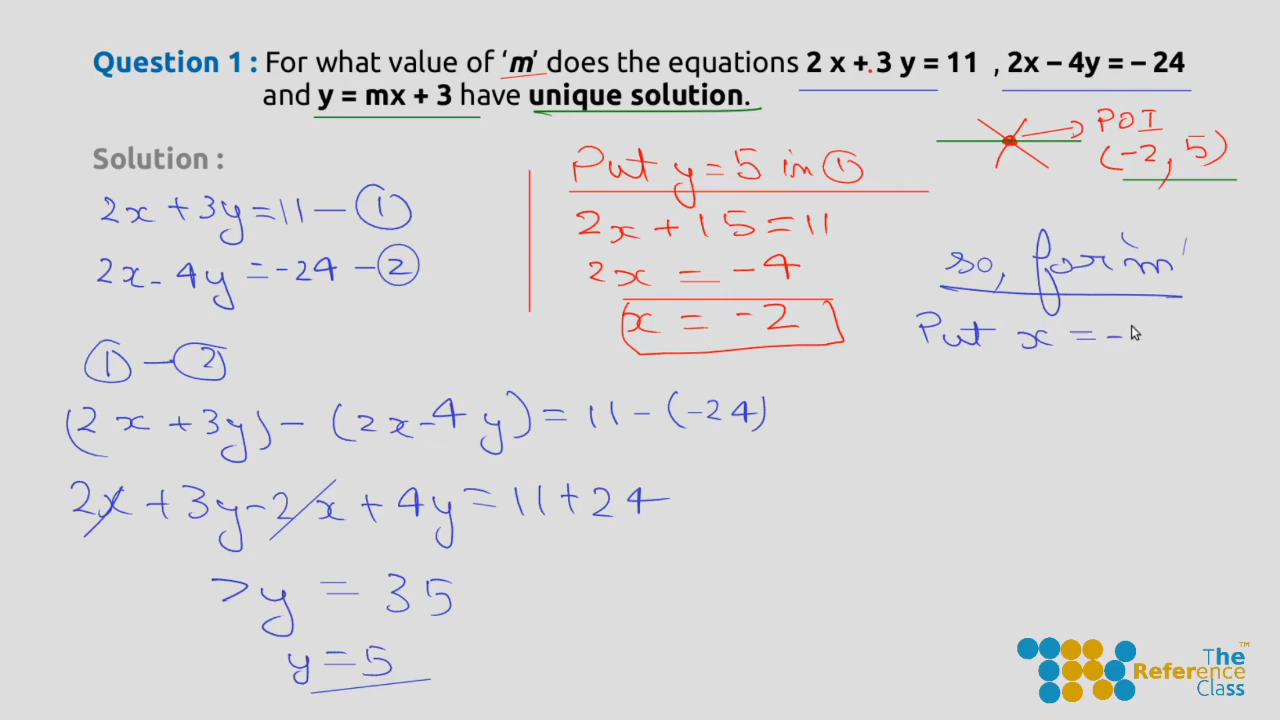 Question 1 : For what value of ‘m’ does the equations 2 x + 3 y = 11 , 2x – 4y = – 24
and y = mx + 3 have unique solution.
Solution :
2x + 3y = 11 — ①
2x - 4y = -24 - ②
① — ②
(2x + 3y) - (2x - 4y) = 11 - (-24)
2x + 3y - 2x + 4y = 11 + 24
7y = 35
y = 5
Put y = 5 in ①
2x + 15 = 11
2x = -4
x = -2
POI
(-2, 5)
so, for 'm'
Put x = -
The
Reference
Class
TM